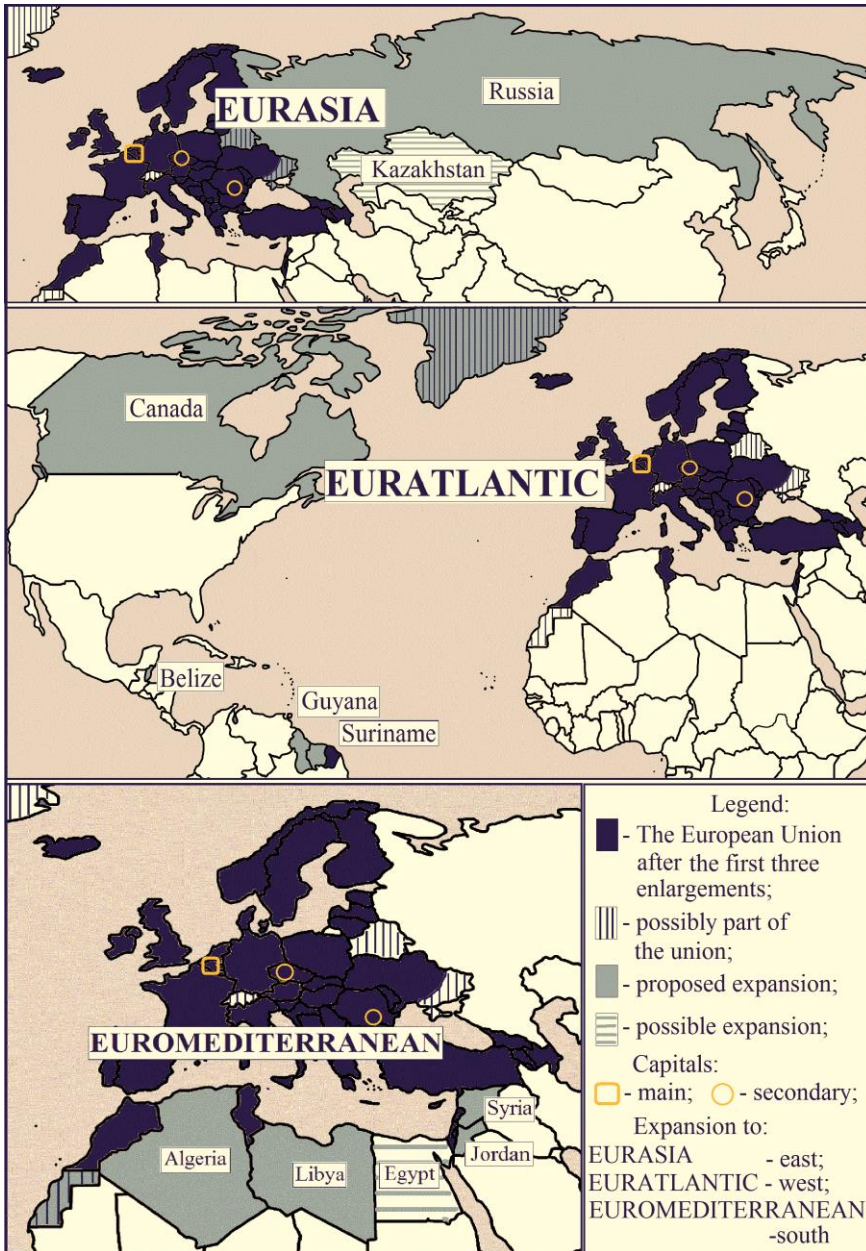 Russia
EURASIA
Kazakhstan
Canada
EURATLANTIC
Belize
Guyana
Suriname
EUROMEDITERRANEAN
Syria
Algeria
Libya
Egypt
Jordan
Legend:
- The European Union
after the first three
enlargements;
- possibly part of
the union;
- proposed expansion;
- possible expansion;
Capitals:
- main; - secondary;
Expansion to:
EURASIA - east;
EURATLANTIC - west;
EUROMEDITERRANEAN
-south